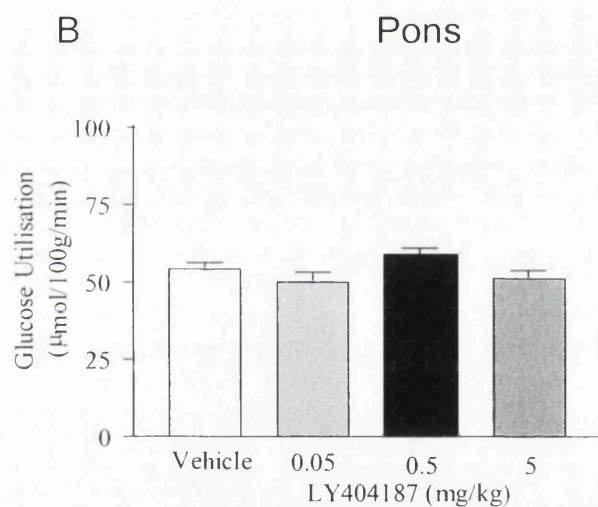 B Pons
Glucose Utilisation
(µmol/100g/min)
100
75
50
25
0
Vehicle 0.05 0.5 5
LY404187 (mg/kg)